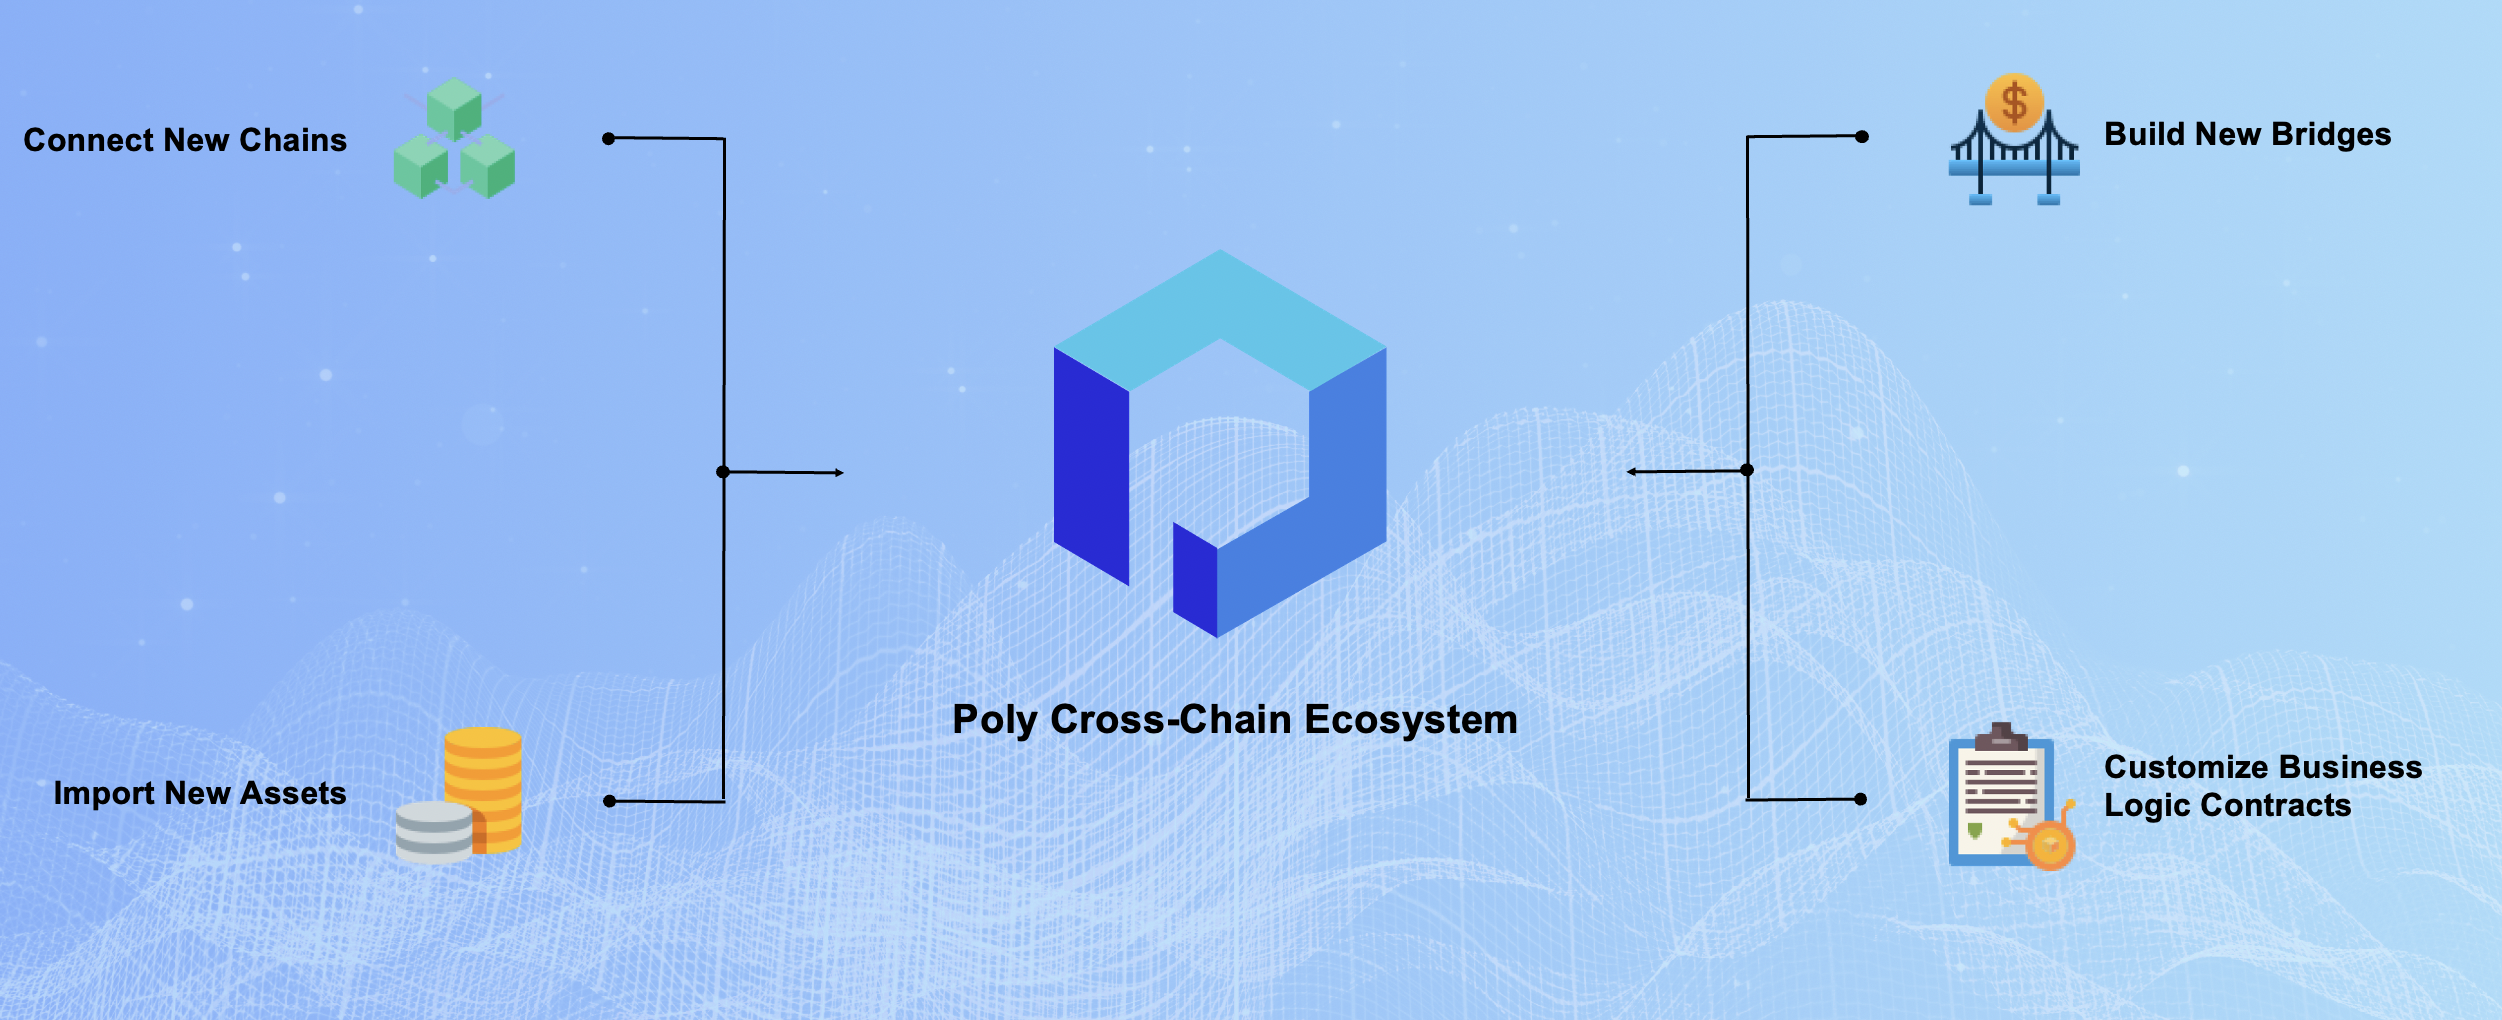 Connect New Chains
Build New Bridges
Poly Cross-Chain Ecosystem
Import New Assets
Customize Business
Logic Contracts